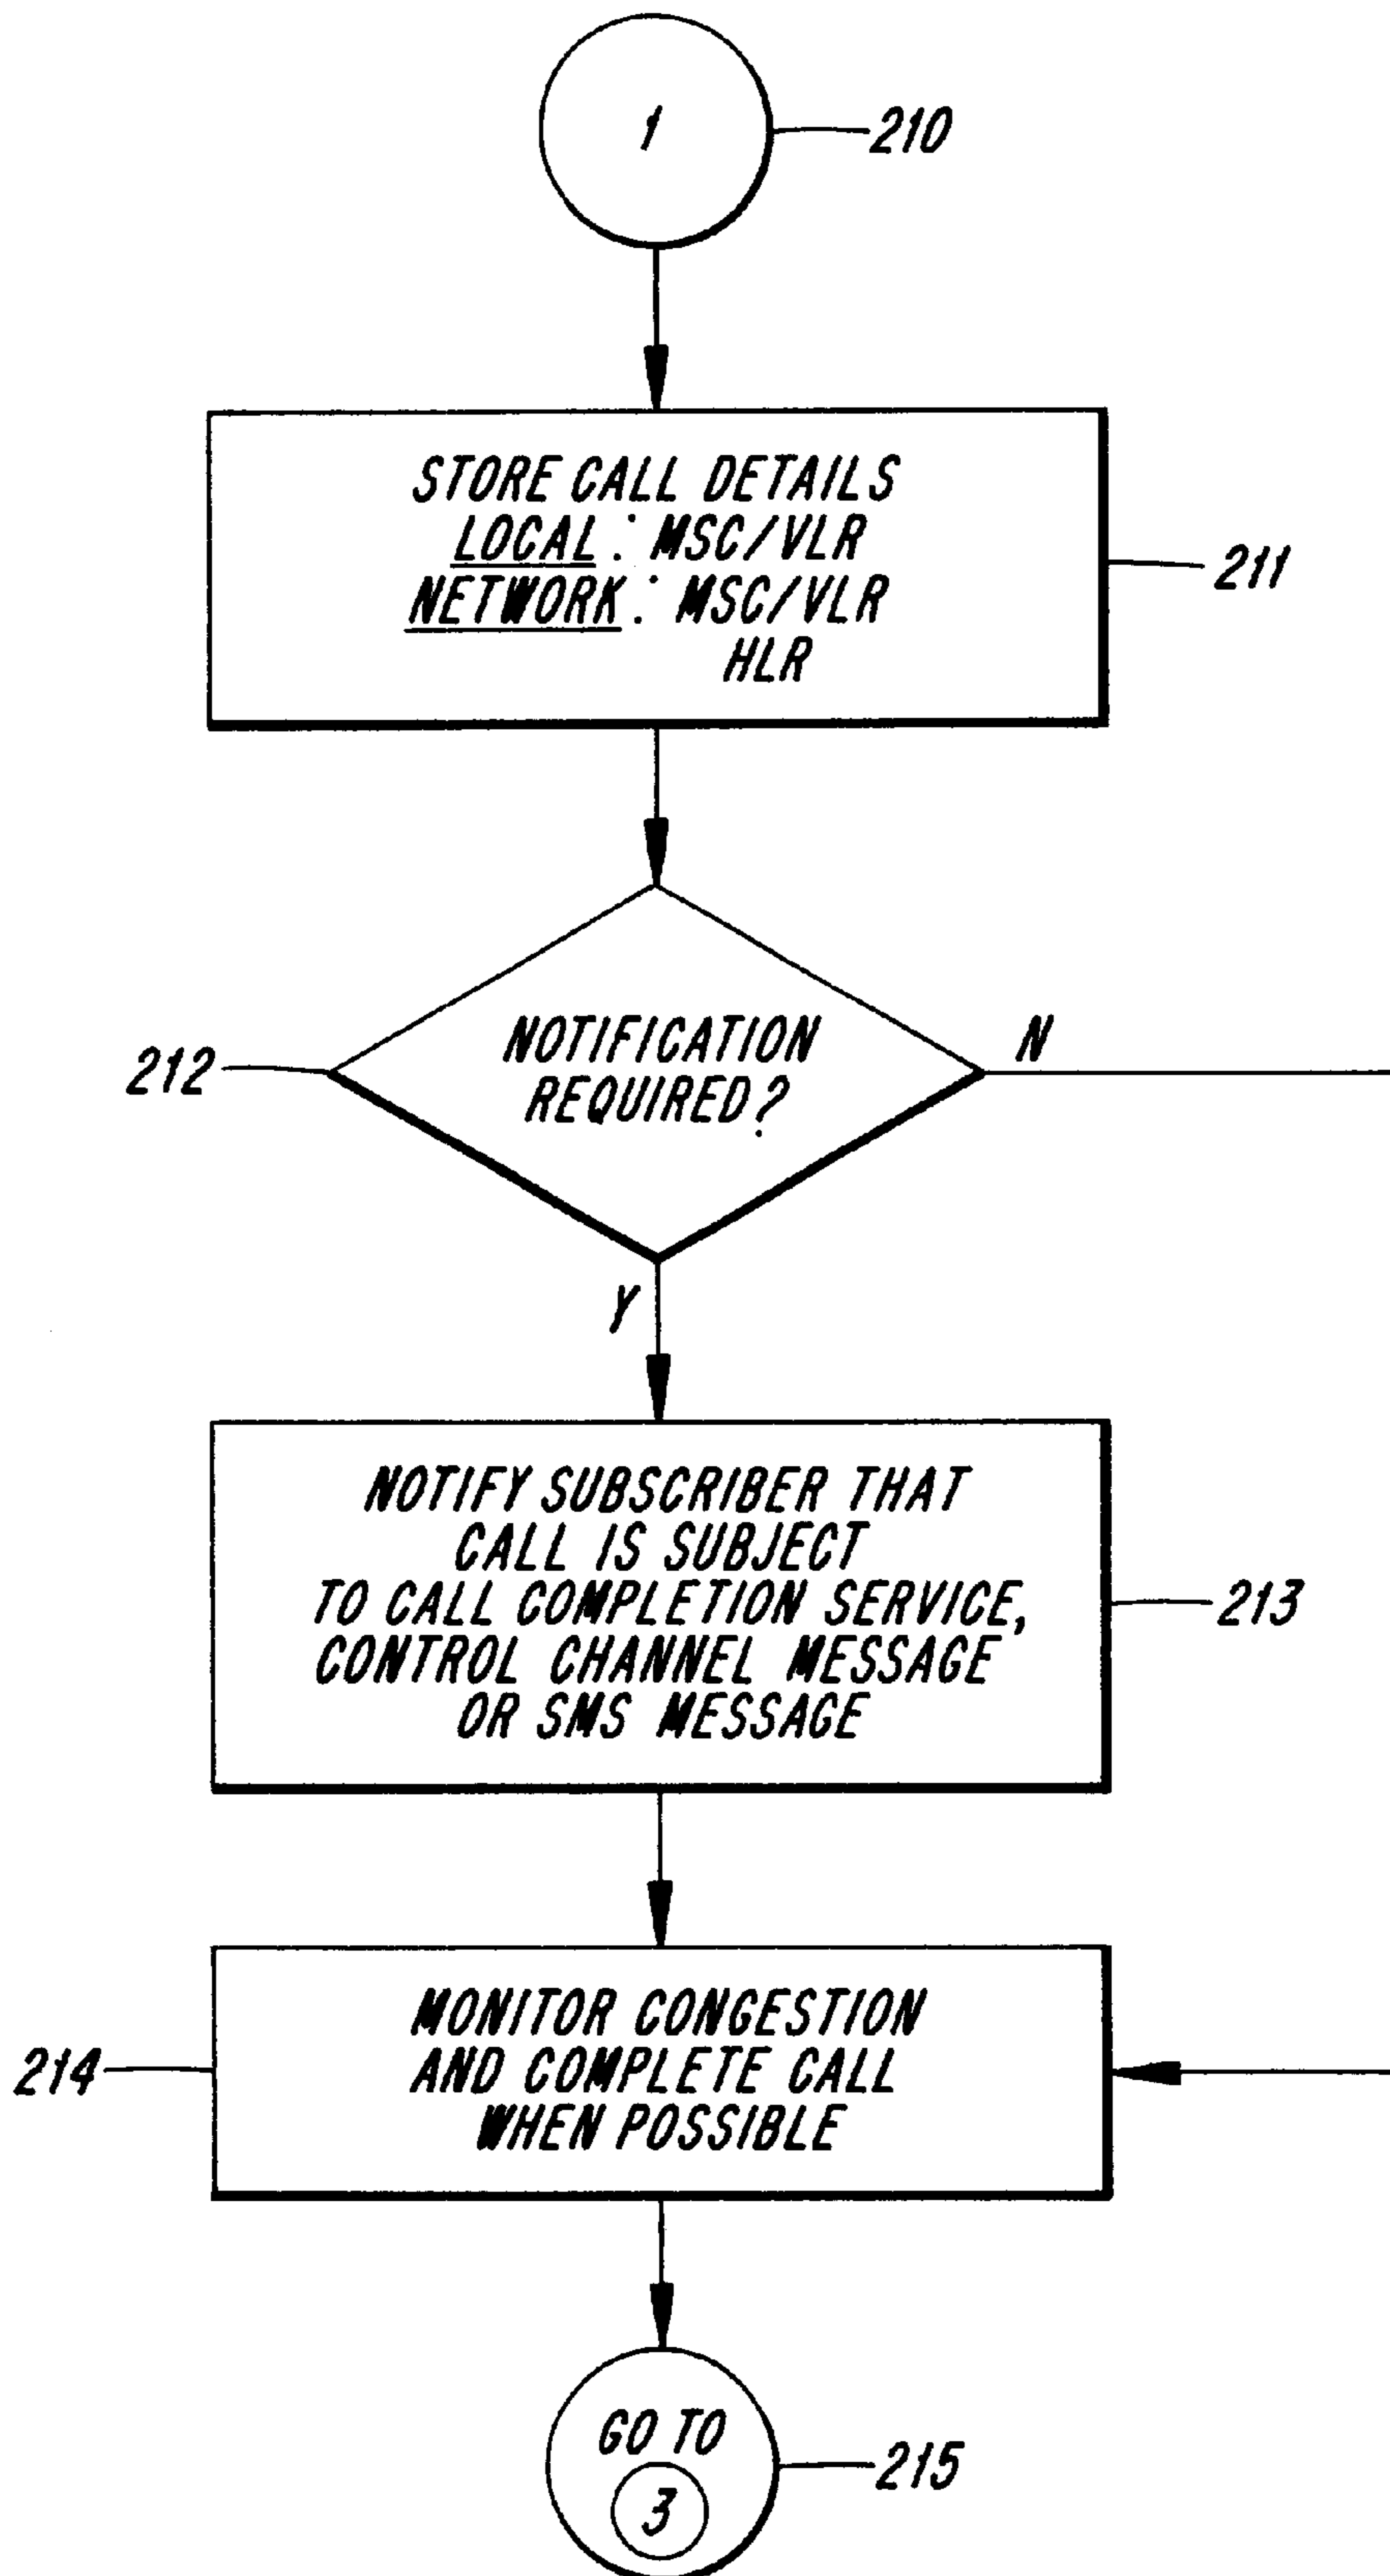 1
210
STORE CALL DETAILS
LOCAL: MSC/VLR
NETWORK: MSC/VLR
HLR
211
NOTIFICATION
REQUIRED?
212
N
Y
NOTIFY SUBSCRIBER THAT
CALL IS SUBJECT
TO CALL COMPLETION SERVICE,
CONTROL CHANNEL MESSAGE
OR SMS MESSAGE
213
MONITOR CONGESTION
AND COMPLETE CALL
WHEN POSSIBLE
214
GO TO
3
215